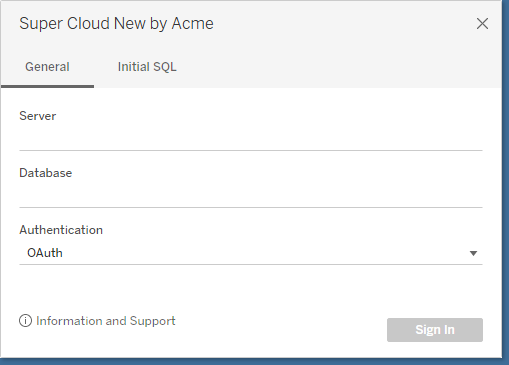 Super Cloud New by Acme
General Initial SQL
Server
Database
Authentication
OAuth
Information and Support
Sign In